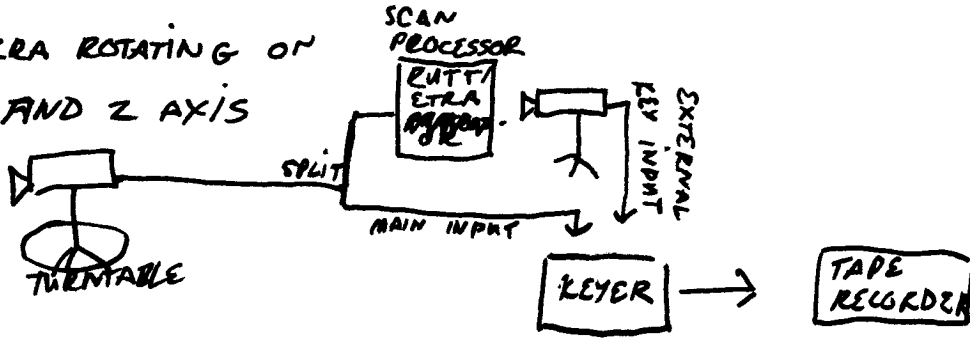 ERA ROTATING ON
AND Z AXIS
TURNTABLE
SPLIT
SCAN
PROCESSOR
RUTT/
ETRA
MAIN INPUT
EXTERNAL
KEY INPUT
KEYER
TAPE
RECORDER